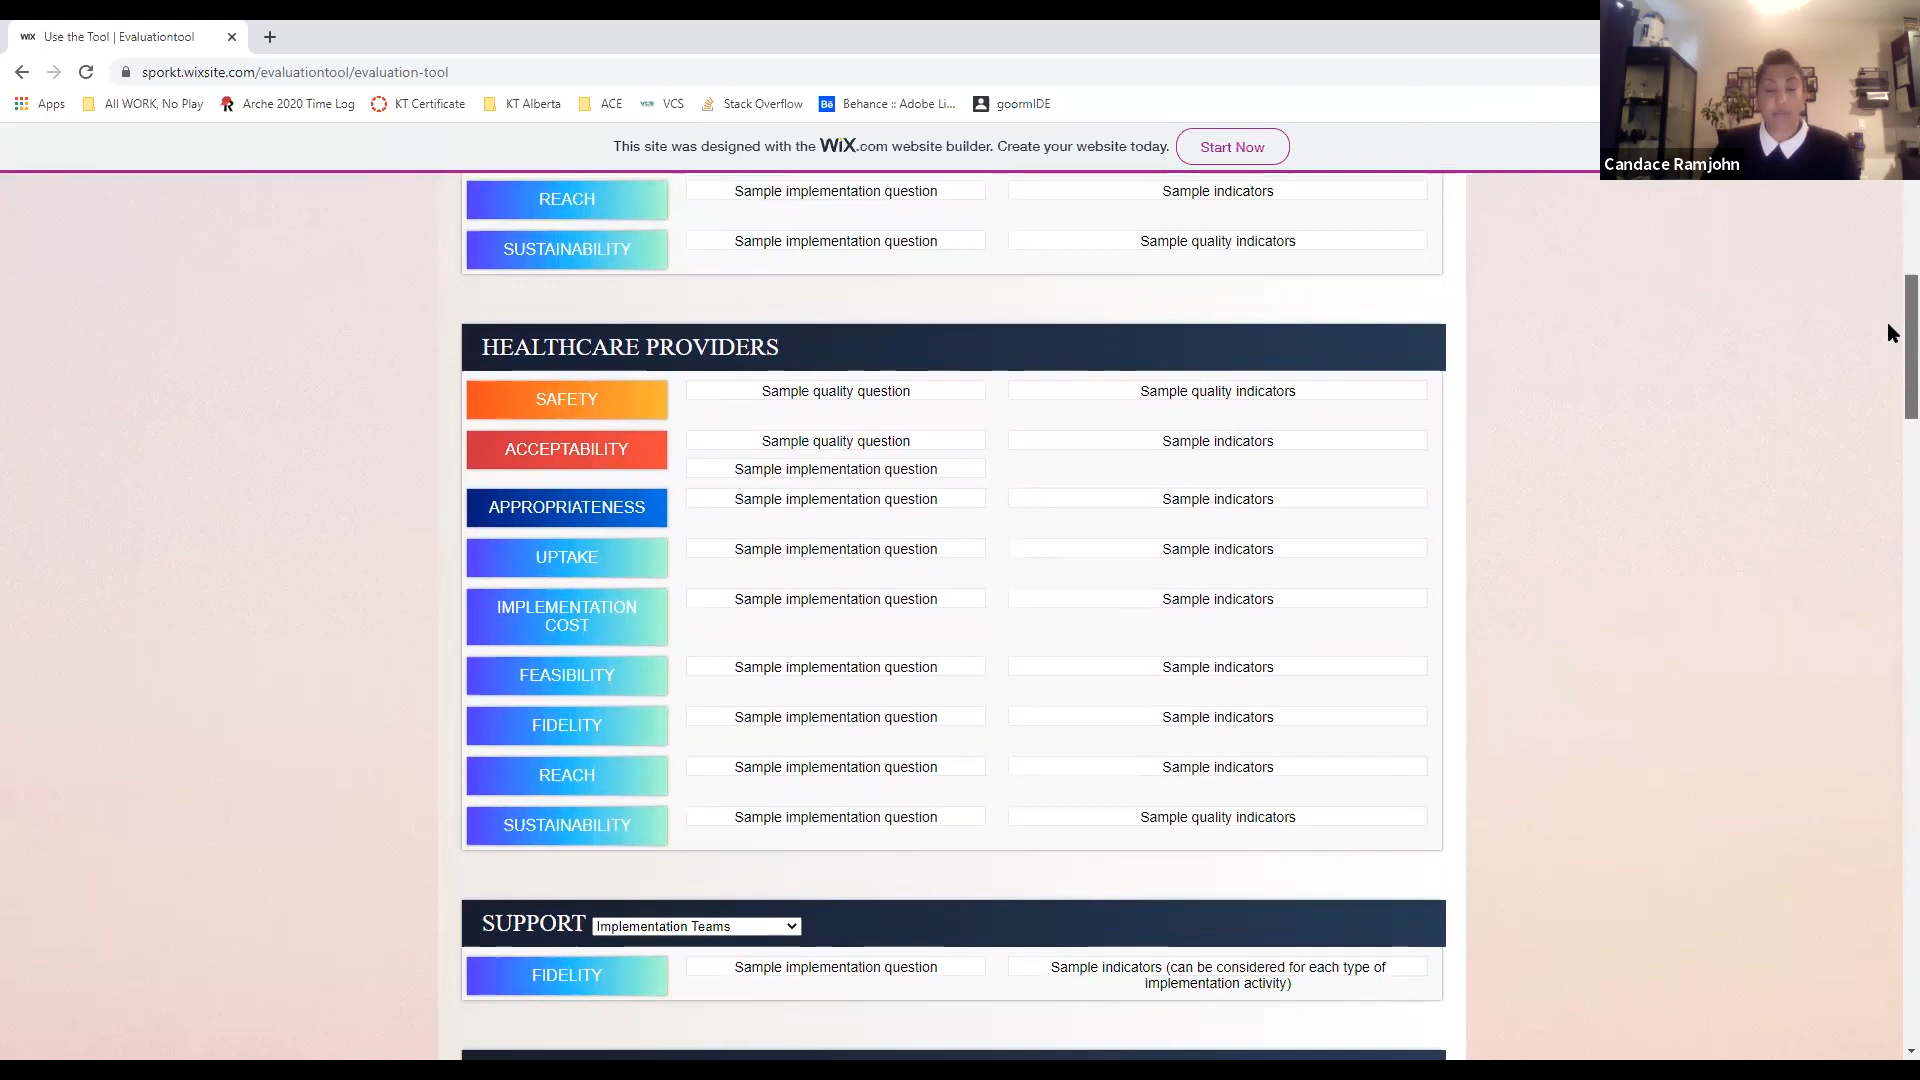 WiX Use the Tool | Evaluationtool
sporkt.wixsite.com/evaluationtool/evaluation-tool
Apps All WORK, No Play Arche 2020 Time Log KT Certificate KT Alberta ACE VCS VCS Stack Overflow Bē Behance :: Adobe Li... goormIDE
This site was designed with the WiX.com website builder. Create your website today. Start Now
Candace Ramjohn
REACH Sample implementation question Sample indicators
SUSTAINABILITY Sample implementation question Sample quality indicators
HEALTHCARE PROVIDERS
SAFETY Sample quality question Sample quality indicators
ACCEPTABILITY Sample quality question Sample indicators
Sample implementation question
APPROPRIATENESS Sample implementation question Sample indicators
UPTAKE Sample implementation question Sample indicators
IMPLEMENTATION Sample implementation question Sample indicators
COST
FEASIBILITY Sample implementation question Sample indicators
FIDELITY Sample implementation question Sample indicators
REACH Sample implementation question Sample indicators
SUSTAINABILITY Sample implementation question Sample quality indicators
SUPPORT Implementation Teams
FIDELITY Sample implementation question Sample indicators (can be considered for each type of
implementation activity)